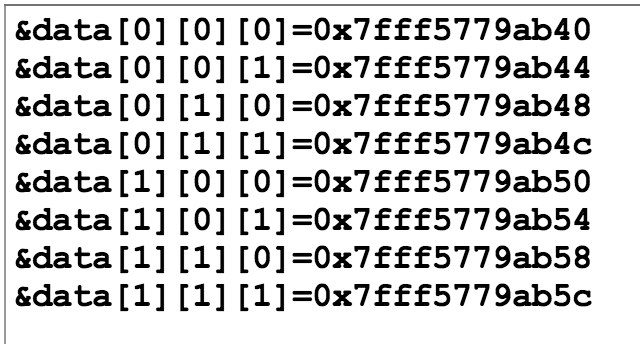 &data[0][0][0]=0x7fff5779ab40
&data[0][0][1]=0x7fff5779ab44
&data[0][1][0]=0x7fff5779ab48
&data[0][1][1]=0x7fff5779ab4c
&data[1][0][0]=0x7fff5779ab50
&data[1][0][1]=0x7fff5779ab54
&data[1][1][0]=0x7fff5779ab58
&data[1][1][1]=0x7fff5779ab5c